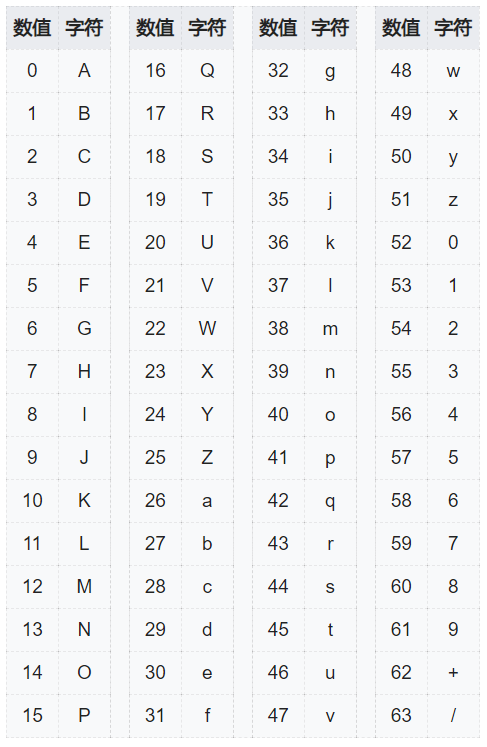 数值 字符 数值 字符 数值 字符 数值 字符
0 A 16 Q 32 g 48 w
1 B 17 R 33 h 49 x
2 C 18 S 34 i 50 y
3 D 19 T 35 j 51 z
4 E 20 U 36 k 52 0
5 F 21 V 37 l 53 1
6 G 22 W 38 m 54 2
7 H 23 X 39 n 55 3
8 I 24 Y 40 o 56 4
9 J 25 Z 41 p 57 5
10 K 26 a 42 q 58 6
11 L 27 b 43 r 59 7
12 M 28 c 44 s 60 8
13 N 29 d 45 t 61 9
14 O 30 e 46 u 62 +
15 P 31 f 47 v 63 /